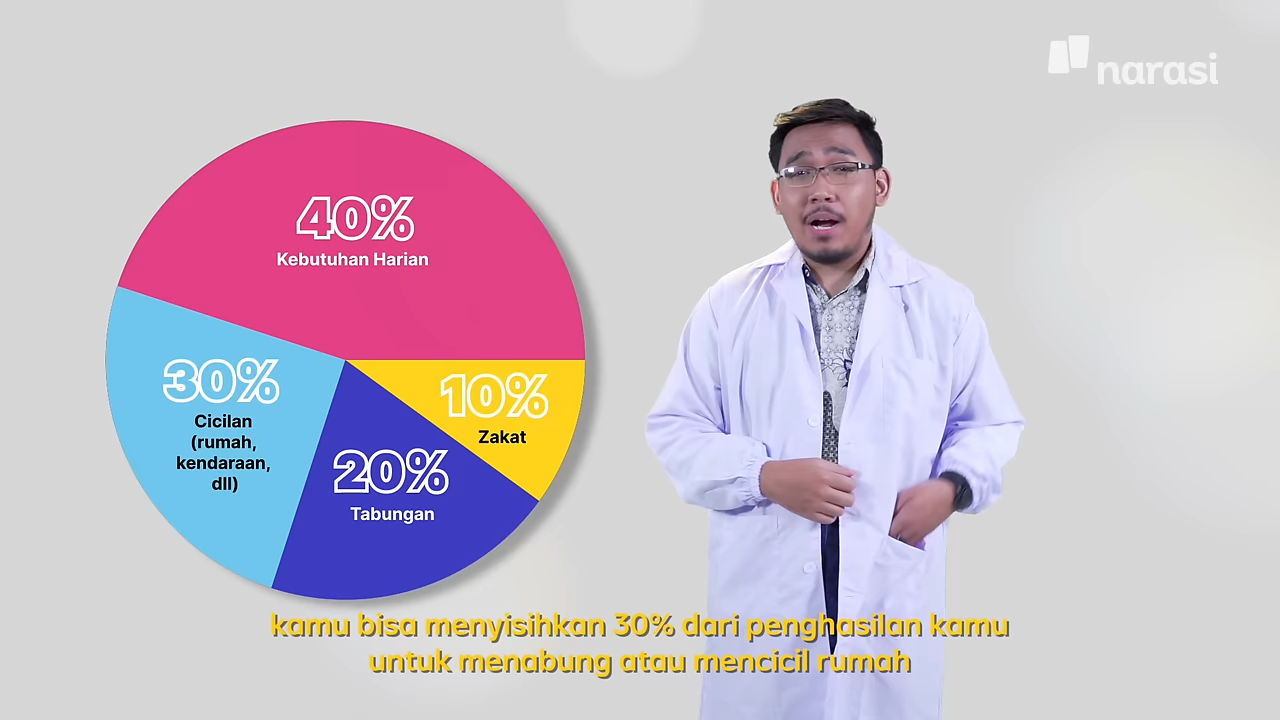 narasi
40%
Kebutuhan Harian
30%
Cicilan
(rumah,
kendaraan,
dll)
10%
Zakat
20%
Tabungan
kamu bisa menyisihkan 30% dari penghasilan kamu
untuk menabung atau mencicil rumah